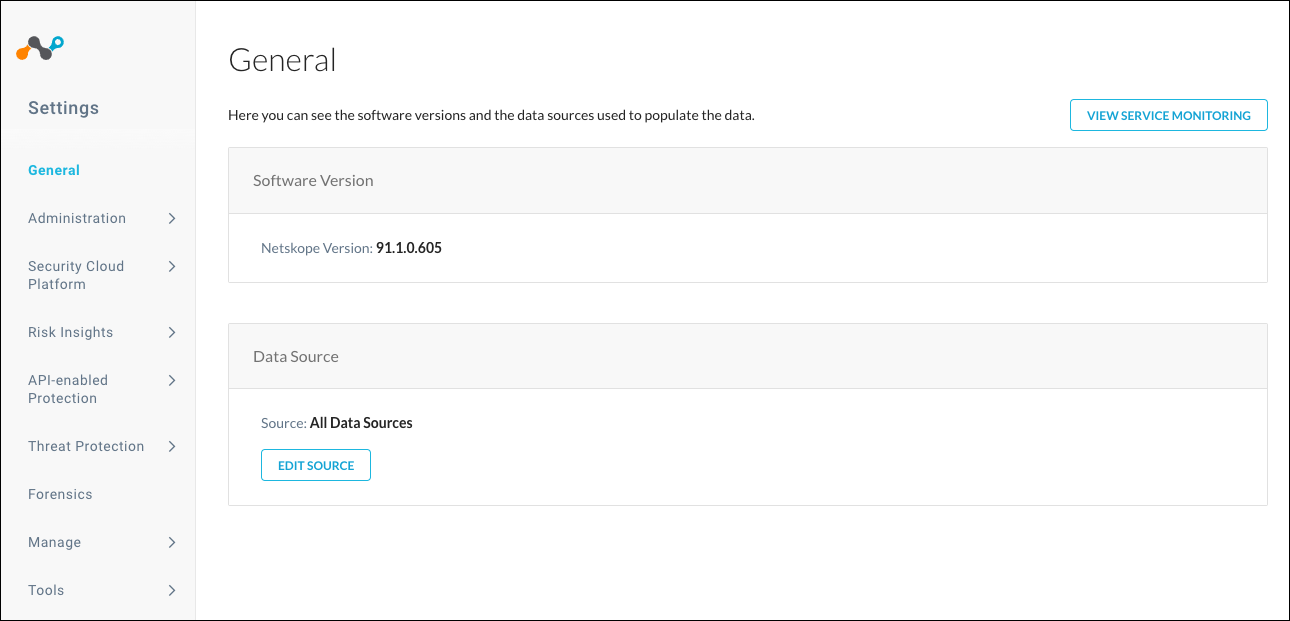 Settings
General
Administration
Security Cloud
Platform
Risk Insights
API-enabled
Protection
Threat Protection
Forensics
Manage
Tools
General
Here you can see the software versions and the data sources used to populate the data.
VIEW SERVICE MONITORING
Software Version
Netskope Version: 91.1.0.605
Data Source
Source: All Data Sources
EDIT SOURCE